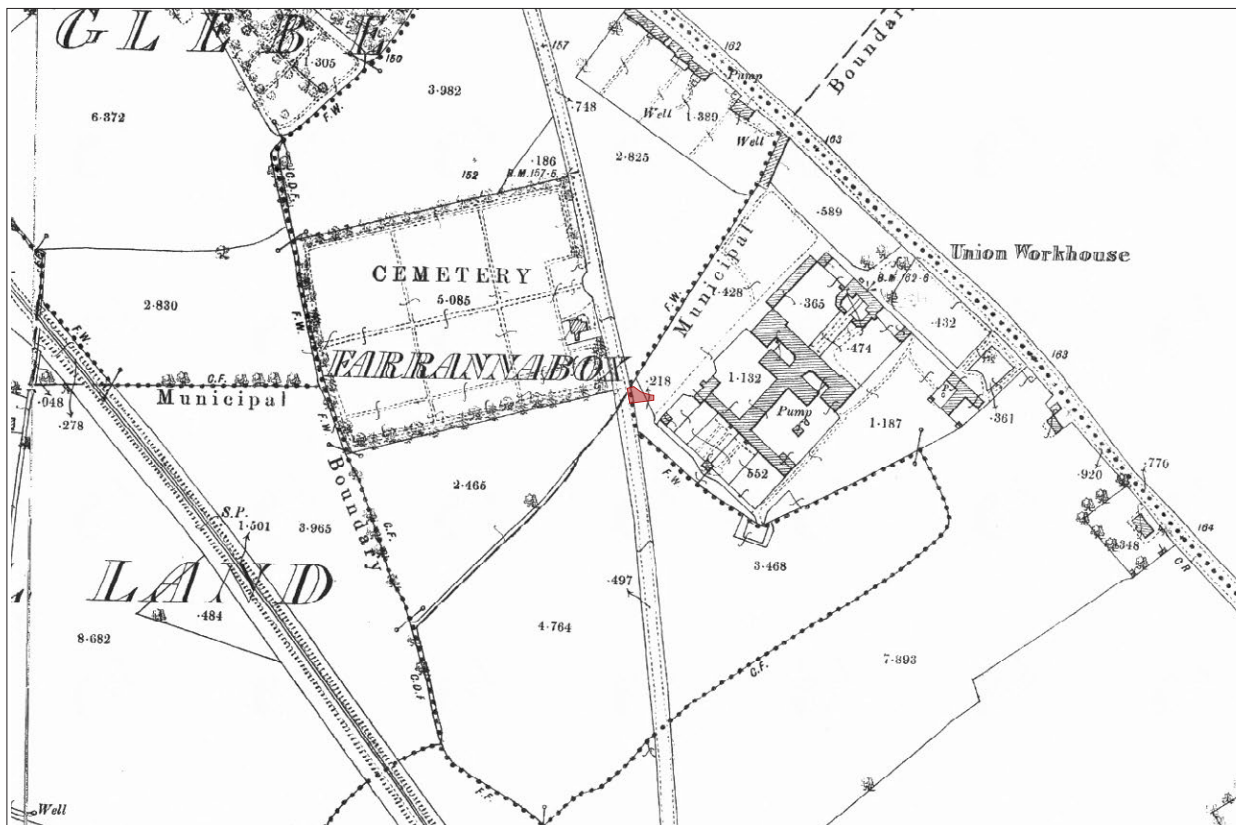 GLEBE
1·305
150
157
162
Pump
Boundary
3·982
6·372
F.W.
748
Well
1·389
Well
163
·186
2·825
B.M.157·5
152
C.D.F.
·589
Union Workhouse
CEMETERY
5·085
B.M.162·6
Municipal
F.W.
·428
·365
·432
2·830
F.W.
F.W.
·474
163
FARRANNABOX
·218
1·132
C.F.
Municipal
·048
·278
F.W.
Pump
1·187
·361
F.W.
·552
2·465
·920
·776
Boundary
S.P.
1·501
3·965
C.F.
164
·348
C.R.
3·468
·497
LAND
·484
8·682
4·764
7·893
C.F.
C.D.F.
F.F.
Well